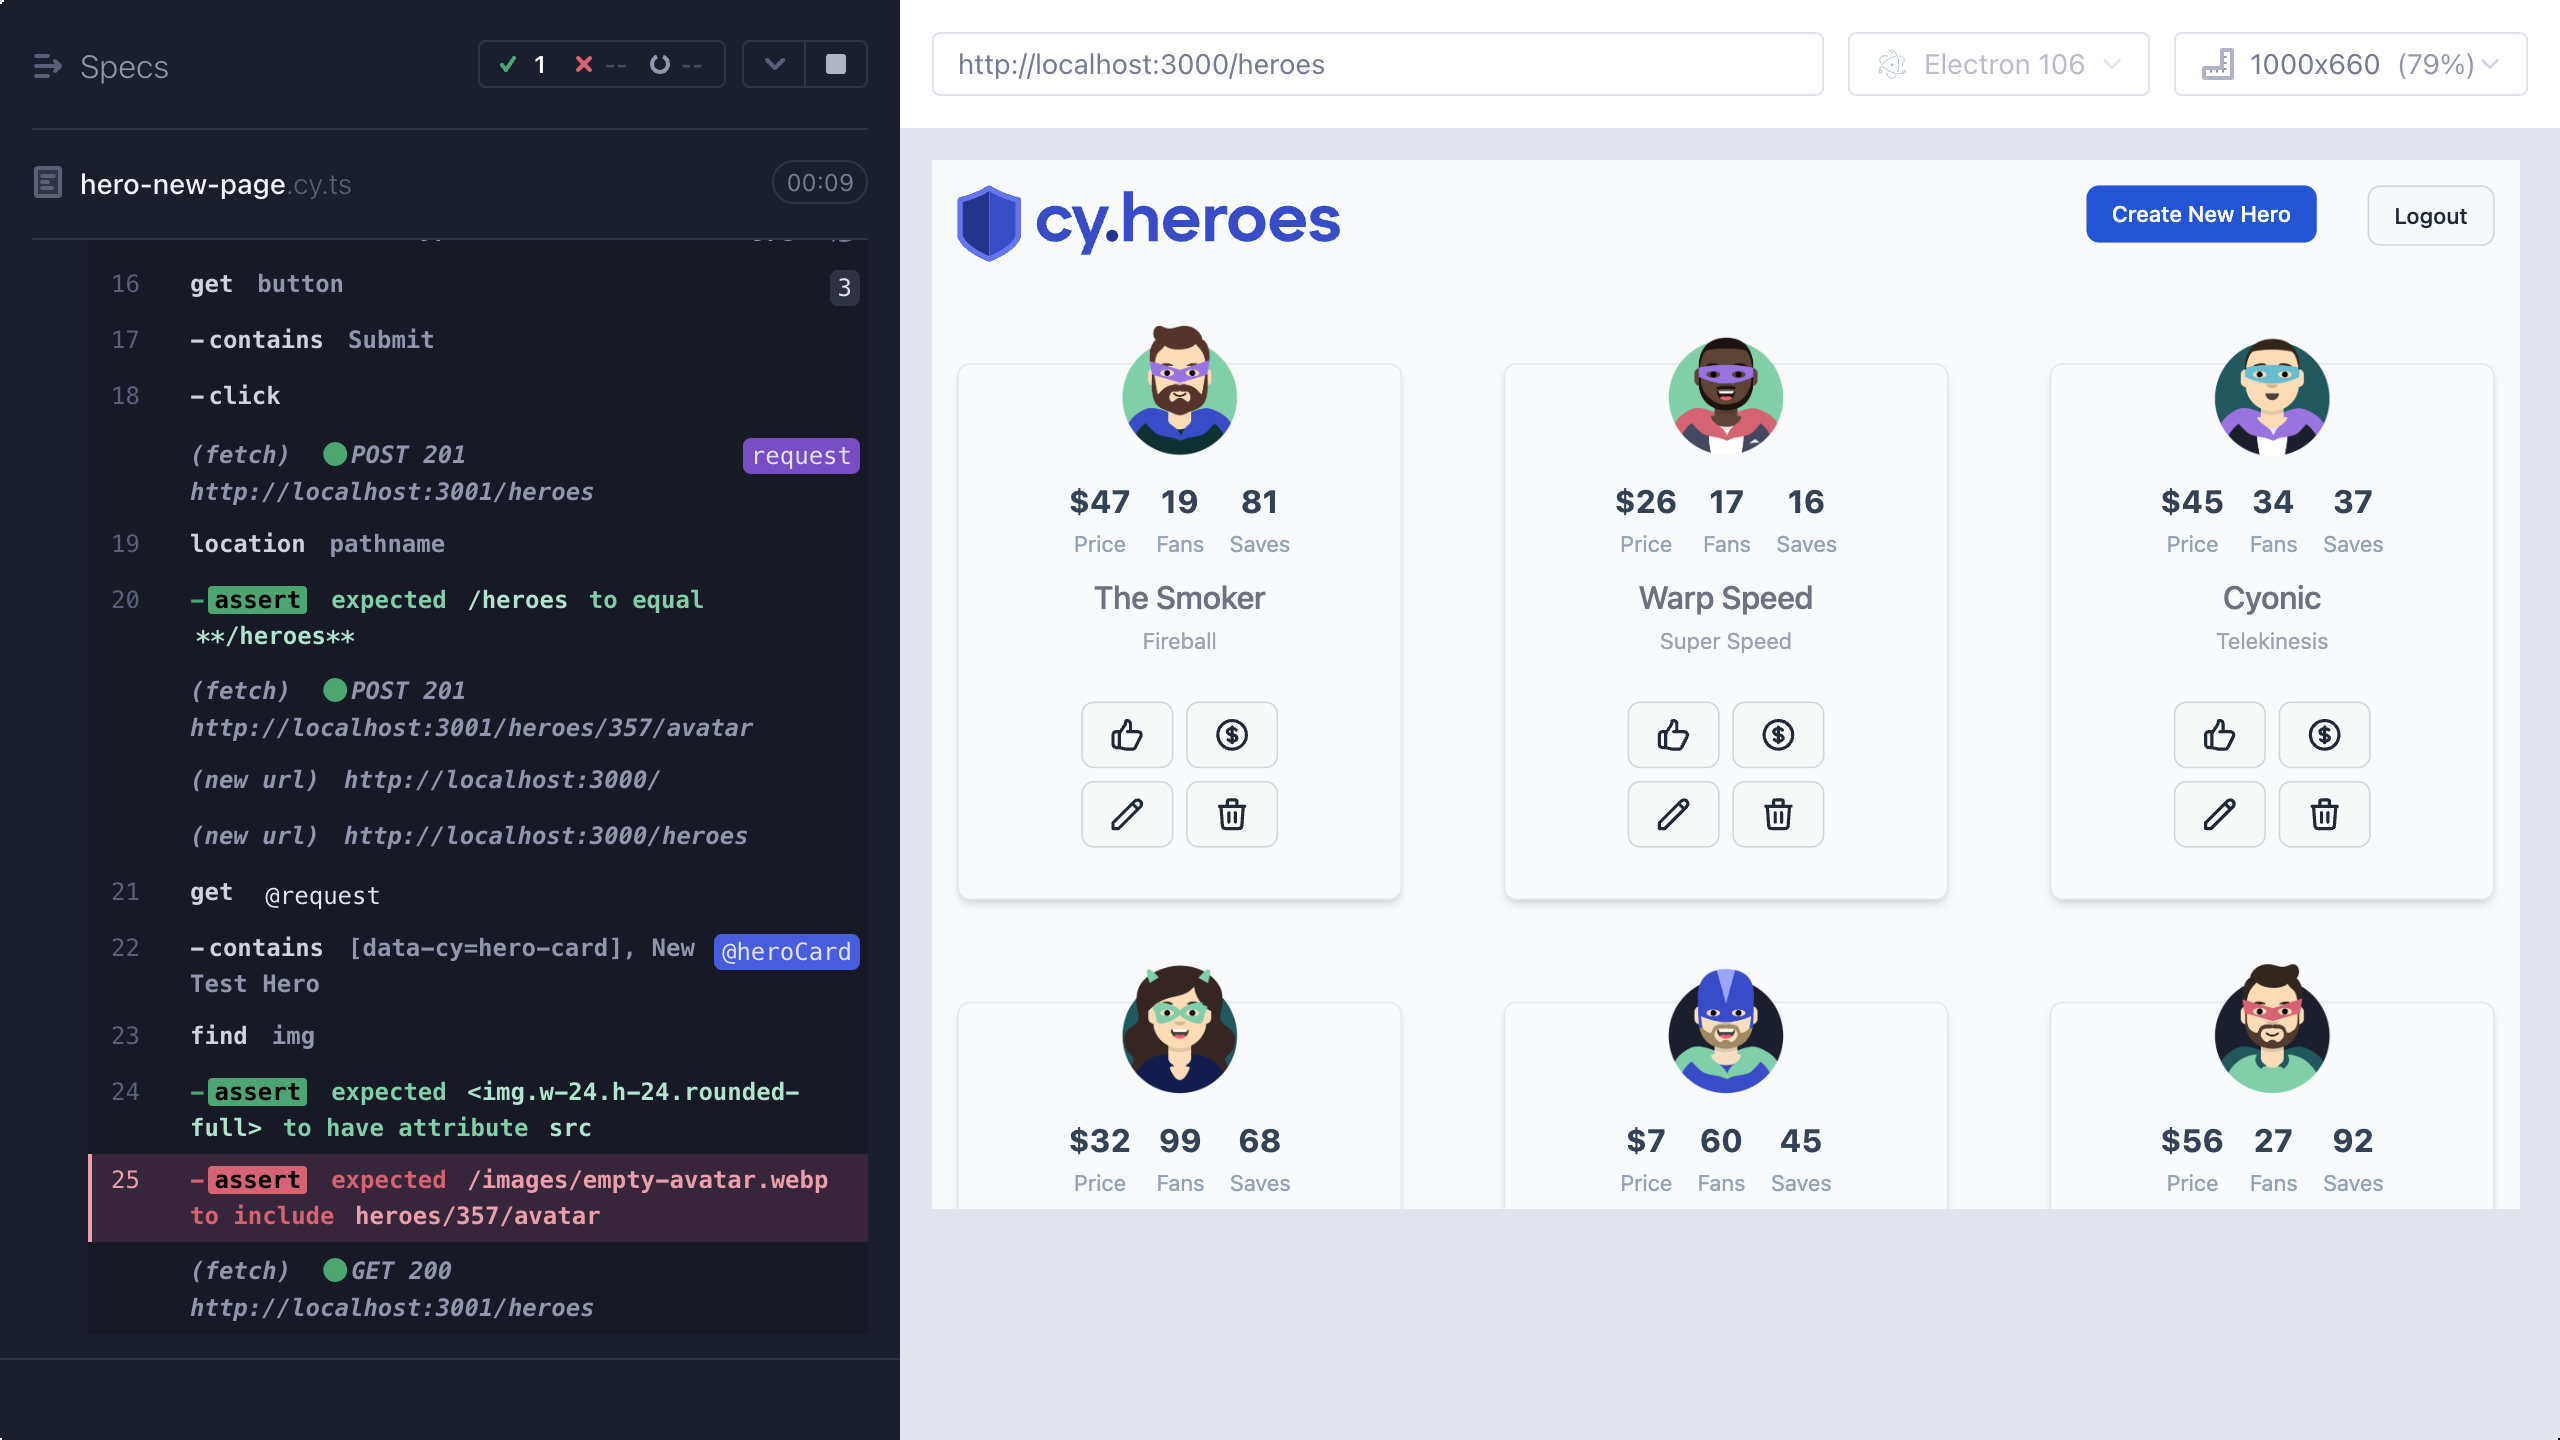 Specs
1 -- --
hero-new-page.cy.ts
00:09
16 get button 3
17 -contains Submit
18 -click
(fetch) POST 201 request
http://localhost:3001/heroes
19 location pathname
20 -assert expected /heroes to equal
**/heroes**
(fetch) POST 201
http://localhost:3001/heroes/357/avatar
(new url) http://localhost:3000/
(new url) http://localhost:3000/heroes
21 get @request
22 -contains [data-cy=hero-card], New @heroCard
Test Hero
23 find img
24 -assert expected <img.w-24.h-24.rounded-
full> to have attribute src
25 -assert expected /images/empty-avatar.webp
to include heroes/357/avatar
(fetch) GET 200
http://localhost:3001/heroes
http://localhost:3000/heroes
Electron 106
1000x660 (79%)
cy.heroes
Create New Hero
Logout
$47 19 81
Price Fans Saves
The Smoker
Fireball
$26 17 16
Price Fans Saves
Warp Speed
Super Speed
$45 34 37
Price Fans Saves
Cyonic
Telekinesis
$32 99 68
Price Fans Saves
$7 60 45
Price Fans Saves
$56 27 92
Price Fans Saves